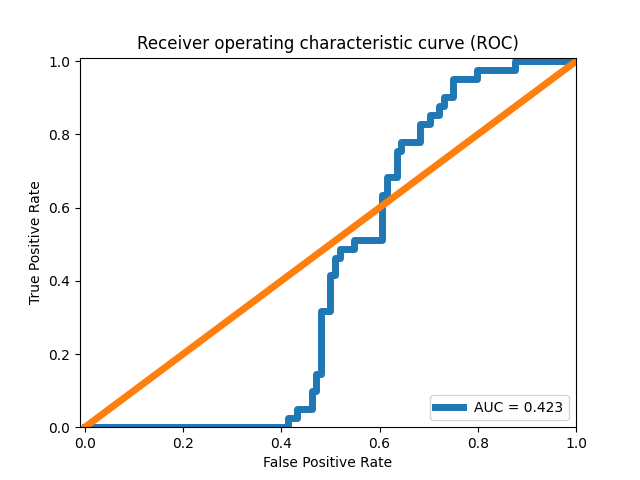 Receiver operating characteristic curve (ROC)
1.0
0.8
0.6
0.4
0.2
0.0
True Positive Rate
AUC = 0.423
0.0 0.2 0.4 0.6 0.8 1.0
False Positive Rate